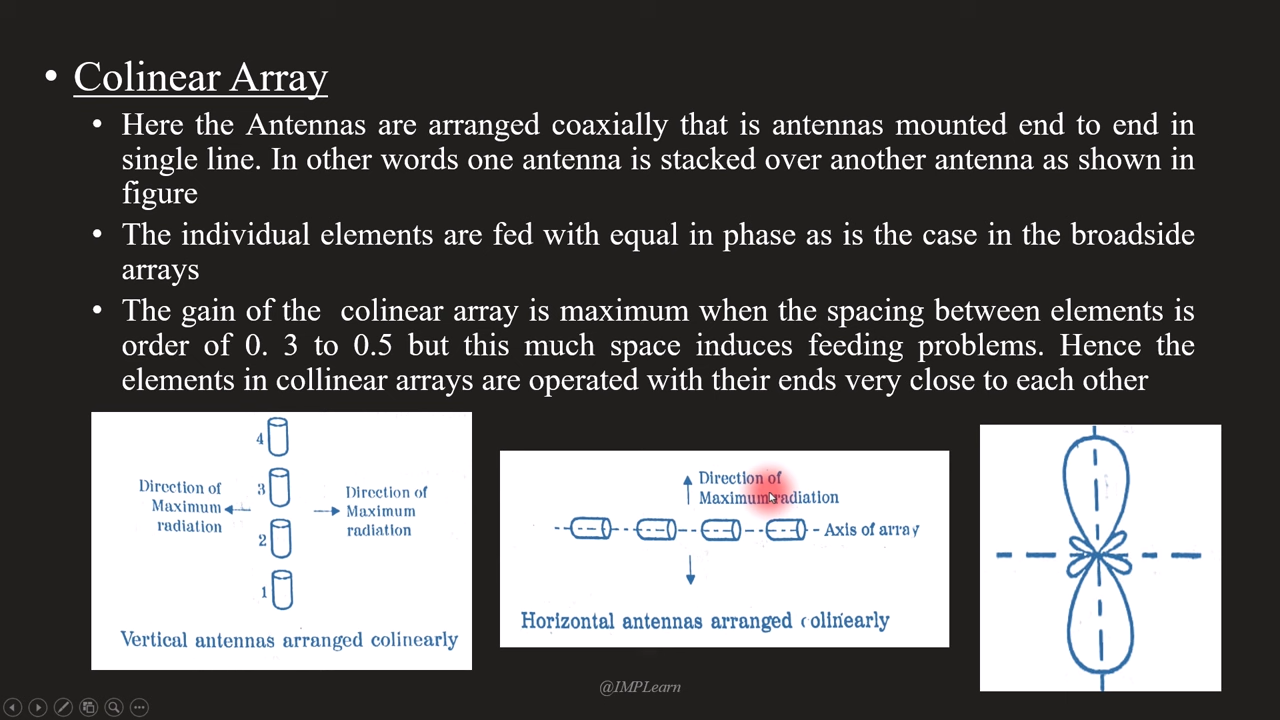 • Colinear Array
• Here the Antennas are arranged coaxially that is antennas mounted end to end in
single line. In other words one antenna is stacked over another antenna as shown in
figure
• The individual elements are fed with equal in phase as is the case in the broadside
arrays
• The gain of the colinear array is maximum when the spacing between elements is
order of 0. 3 to 0.5 but this much space induces feeding problems. Hence the
elements in collinear arrays are operated with their ends very close to each other
4
3
2
1
Direction of
Maximum
radiation
Direction of
Maximum
radiation
Vertical antennas arranged colinearly
Direction of
Maximum radiation
Axis of array
Horizontal antennas arranged colinearly
@IMPLearn